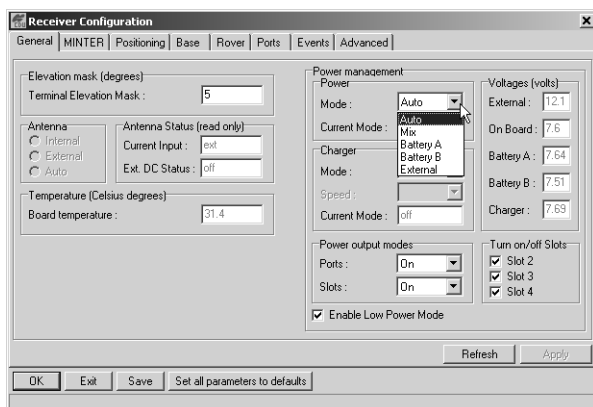 Receiver Configuration
General MINTER Positioning Base Rover Ports Events Advanced
Elevation mask (degrees)
Terminal Elevation Mask : 5
Antenna
Internal
External
Auto
Antenna Status (read only)
Current Input : ext
Ext. DC Status : off
Temperature (Celsius degrees)
Board temperature : 31.4
Power management
Power
Mode : Auto
Current Mode :
Auto
Mix
Battery A
Battery B
External
Charger
Mode :
Speed :
Current Mode : off
Voltages (volts)
External : 12.1
On Board : 7.6
Battery A : 7.64
Battery B : 7.51
Charger : 7.69
Power output modes
Ports : On
Slots : On
Turn on/off Slots
Slot 2
Slot 3
Slot 4
Enable Low Power Mode
Refresh Apply
OK Exit Save Set all parameters to defaults